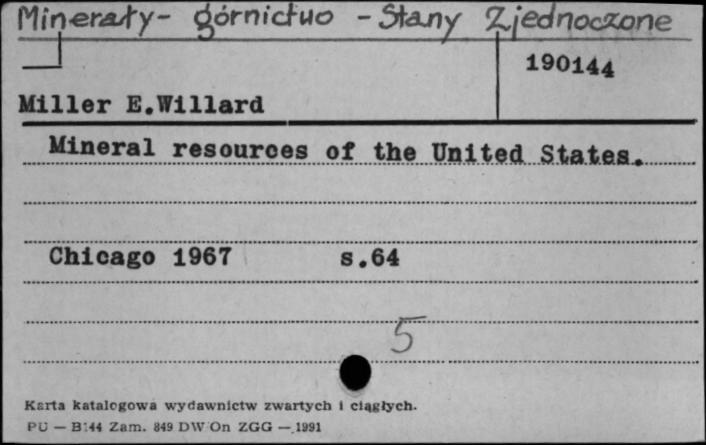 Minerały - górnictwo - Stany Zjednoczone
190144
Miller E.Willard
Mineral resources of the United States.
Chicago 1967 s.64
5
Karta katalogowa wydawnictw zwartych i ciągłych.
PU — B144 Zam. 849 DW On ZGG — 1991